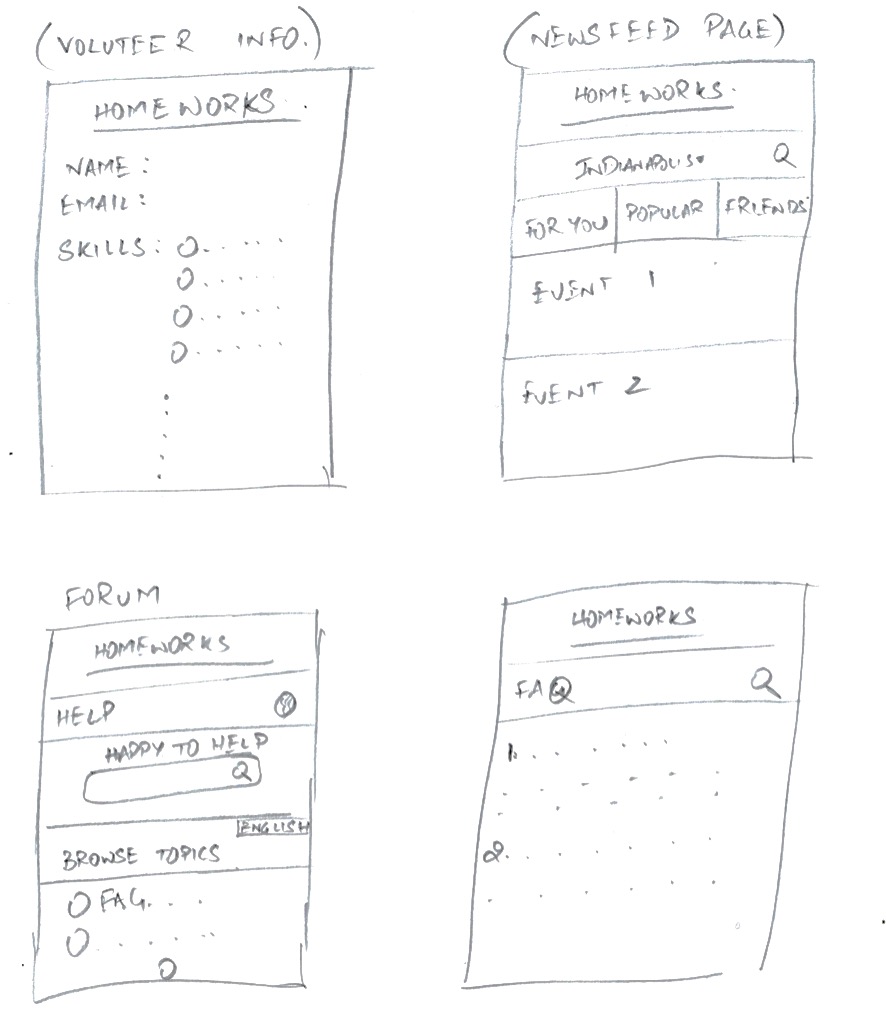 (VOLUTEER INFO.)
HOMEWORKS.
NAME :
EMAIL :
SKILLS :
(NEWSFEED PAGE)
HOMEWORKS.
INDIANAPOLIS
FOR YOU POPULAR FRIENDS
EVENT 1
EVENT 2
FORUM
HOMEWORKS
HELP
HAPPY TO HELP
ENGLISH
BROWSE TOPICS
FAQ...
HOMEWORKS
FAQ
1.
2.